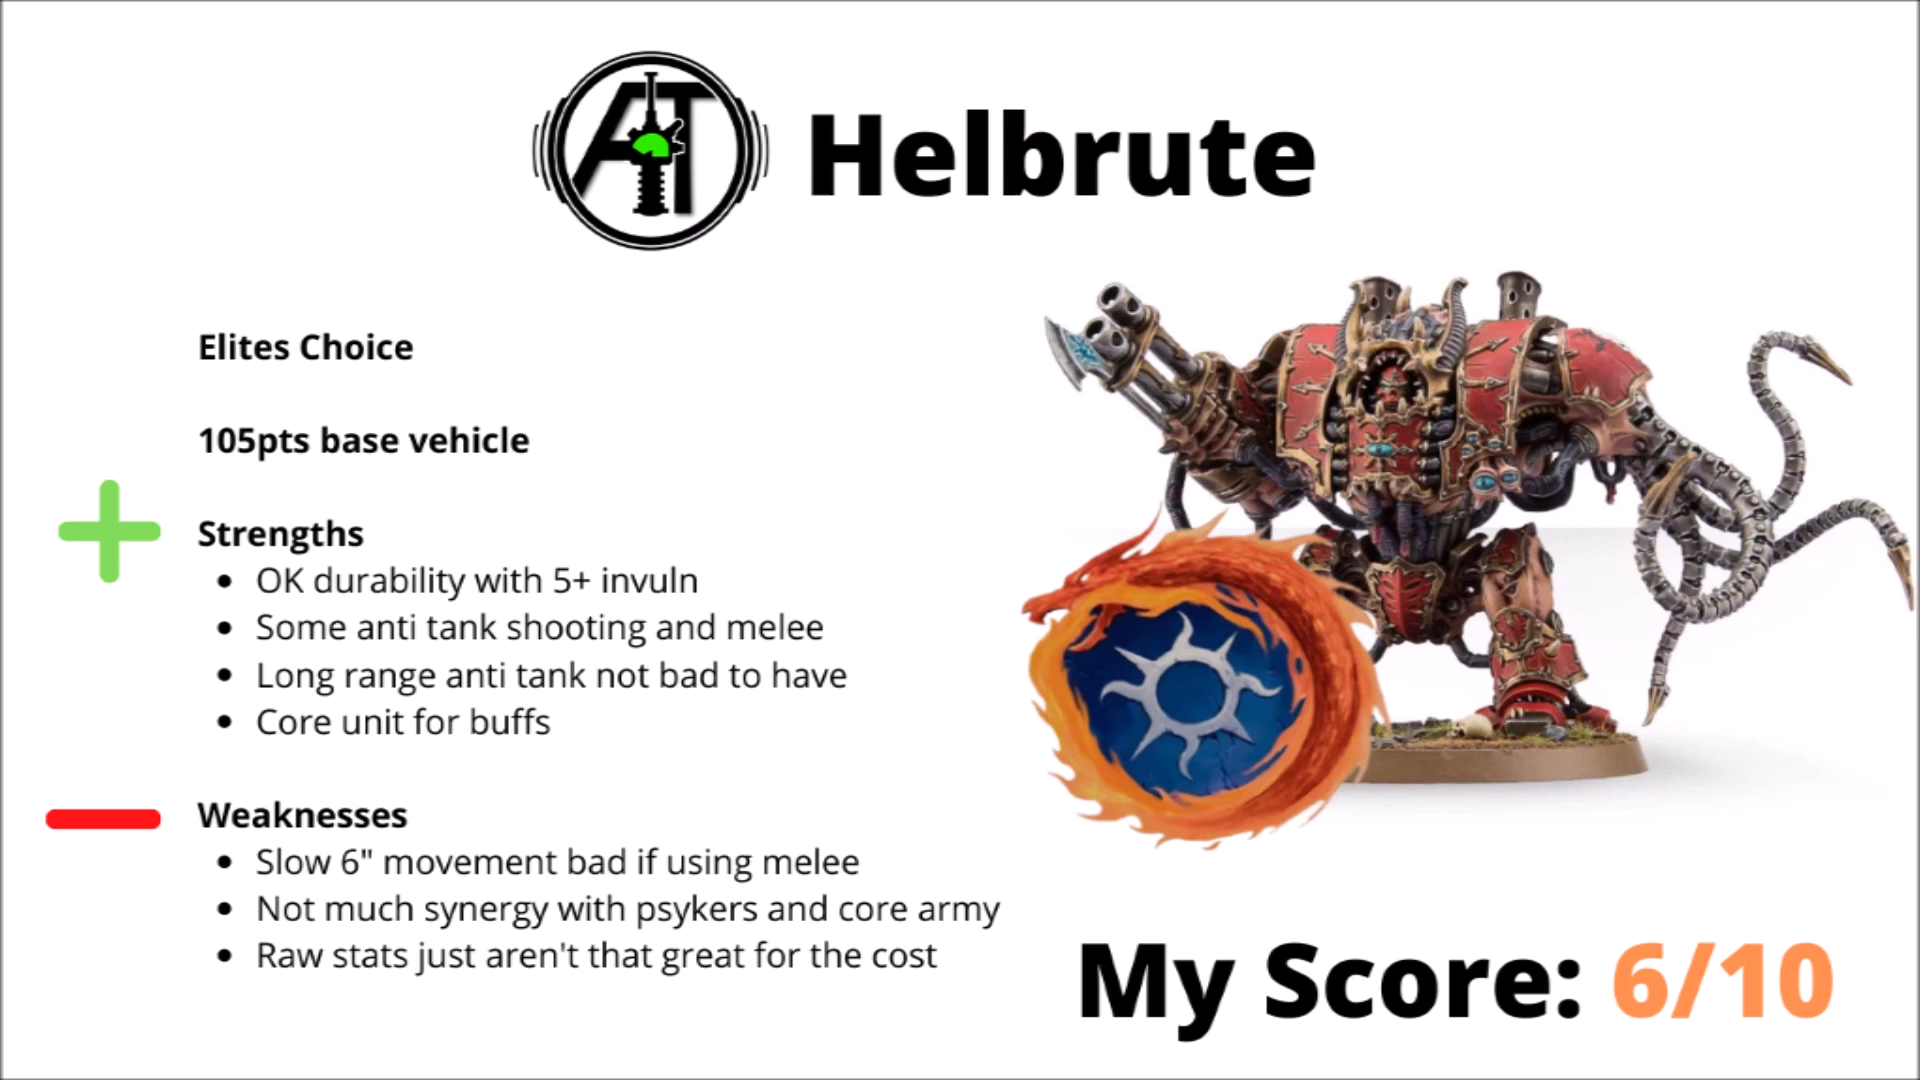 AT
Helbrute
Elites Choice
105pts base vehicle
Strengths
• OK durability with 5+ invuln
• Some anti tank shooting and melee
• Long range anti tank not bad to have
• Core unit for buffs
Weaknesses
• Slow 6" movement bad if using melee
• Not much synergy with psykers and core army
• Raw stats just aren't that great for the cost
My Score: 6/10